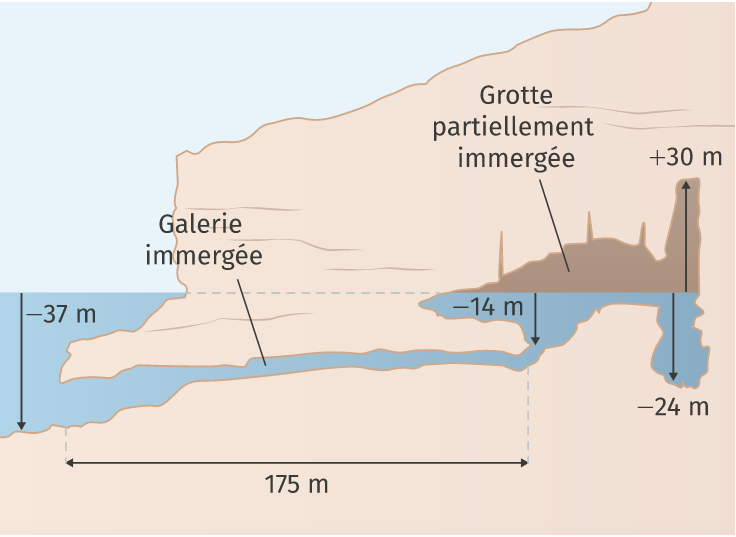 Grotte
partiellement
immergée
+30 m
Galerie
immergée
−37 m
−14 m
−24 m
175 m